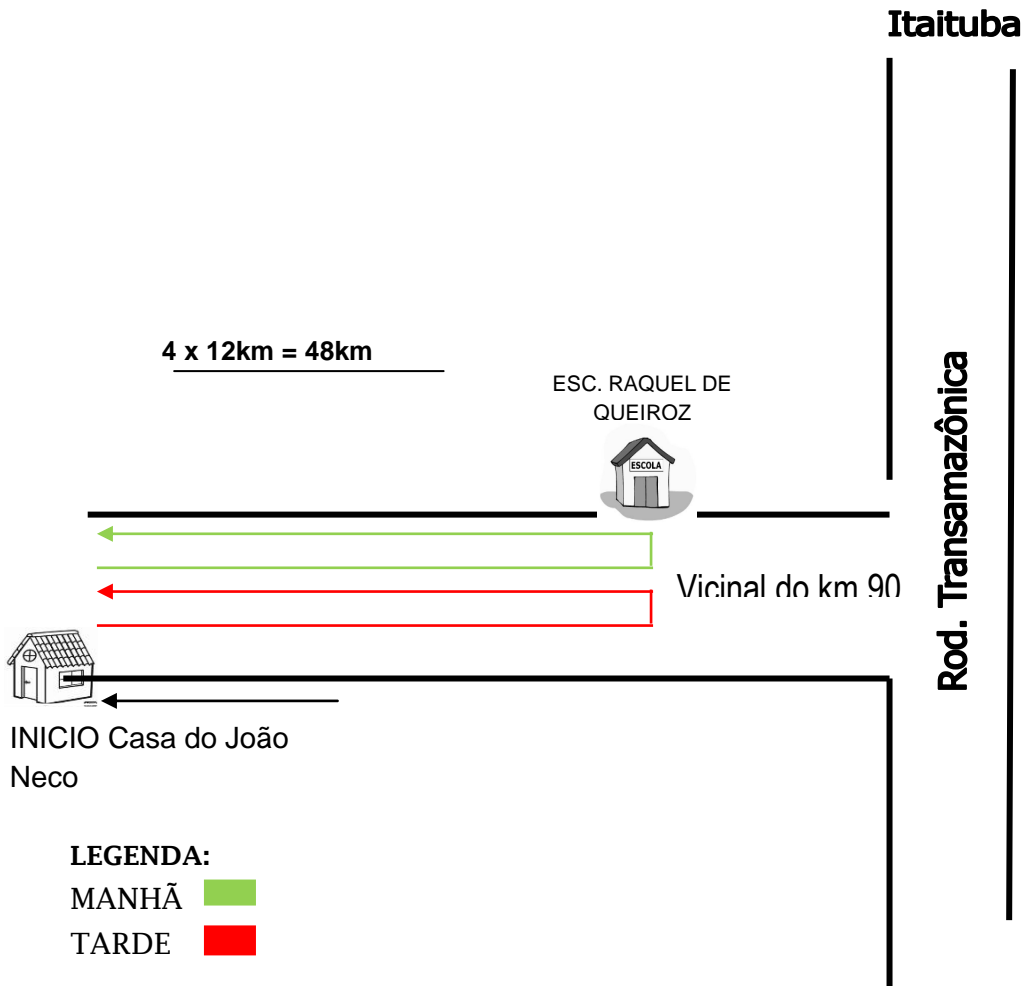 Itaituba
4 x 12km = 48km
ESC. RAQUEL DE
QUEIROZ
ESCOLA
Rod. Transamazônica
Vicinal do km 90
INICIO Casa do João
Neco
LEGENDA:
MANHÃ
TARDE